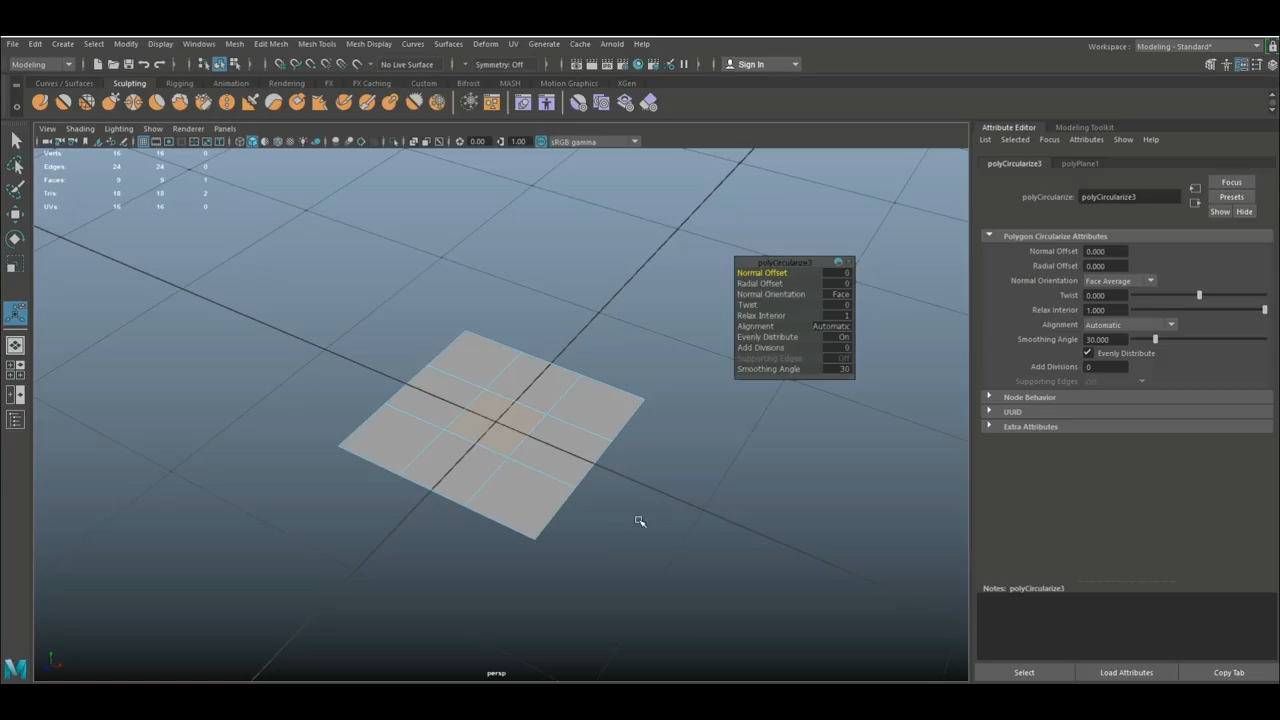 File Edit Create Select Modify Display Windows Mesh Edit Mesh Mesh Tools Mesh Display Curves Surfaces Deform UV Generate Cache Arnold Help
Workspace : Modeling - Standard*
Modeling No Live Surface Symmetry: Off Sign In
Curves / Surfaces Sculpting Rigging Animation Rendering FX FX Caching Custom Bifrost MASH Motion Graphics XGen
View Shading Lighting Show Renderer Panels
0.00 1.00 sRGB gamma
Verts: 16 16 0
Edges: 24 24 0
Faces: 9 9 1
Tris: 18 18 2
UVs: 16 16 0
polyCircularize3
Normal Offset 0
Radial Offset 0
Normal Orientation Face
Twist 0
Relax Interior 1
Alignment Automatic
Evenly Distribute On
Add Divisions 0
Supporting Edges Off
Smoothing Angle 30
persp
Attribute Editor Modeling Toolkit
List Selected Focus Attributes Show Help
polyCircularize3 polyPlane1
Focus
polyCircularize: polyCircularize3
Presets
Show Hide
Polygon Circularize Attributes
Normal Offset 0.000
Radial Offset 0.000
Normal Orientation Face Average
Twist 0.000
Relax Interior 1.000
Alignment Automatic
Smoothing Angle 30.000
Evenly Distribute
Add Divisions 0
Supporting Edges Off
Node Behavior
UUID
Extra Attributes
Notes: polyCircularize3
Select Load Attributes Copy Tab